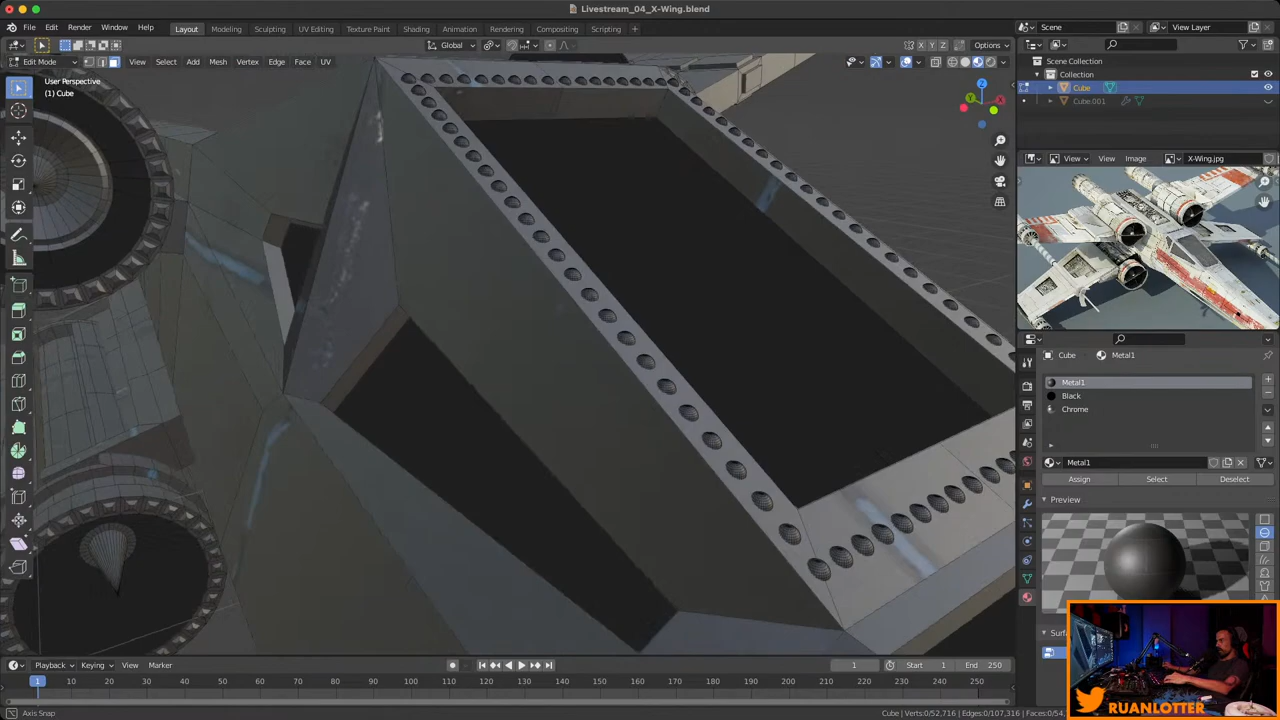 Livestream_04_X-Wing.blend
File Edit Render Window Help Layout Modeling Sculpting UV Editing Texture Paint Shading Animation Rendering Compositing Scripting + Scene View Layer
Global X Y Z Options
Edit Mode View Select Add Mesh Vertex Edge Face UV
User Perspective
(1) Cube
Z
X
Y
Scene Collection
Collection
Cube
Cube.001
View View Image X-Wing.jpg
Cube Metal1
Metal1
Black
Chrome
Metal1
Assign Select Deselect
Preview
RUANLOTTER
Playback Keying View Marker 1 Start 1 End 250
1 10 20 30 40 50 60 70 80 90 100 110 120 130 140 150 160 170 180 190 200 210 220 230 240 250
Axis Snap